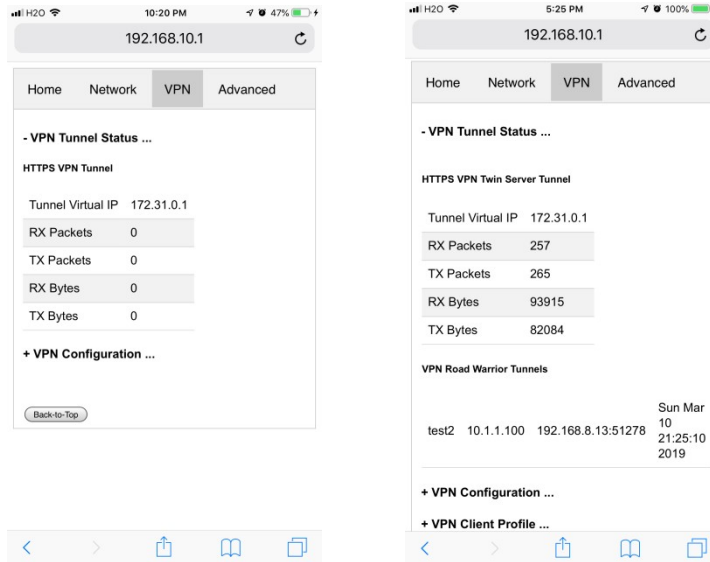 H2O 10:20 PM 47%
192.168.10.1
Home Network VPN Advanced
- VPN Tunnel Status ...
HTTPS VPN Tunnel
Tunnel Virtual IP 172.31.0.1
RX Packets 0
TX Packets 0
RX Bytes 0
TX Bytes 0
+ VPN Configuration ...
Back-to-Top
H2O 5:25 PM 100%
192.168.10.1
Home Network VPN Advanced
- VPN Tunnel Status ...
HTTPS VPN Twin Server Tunnel
Tunnel Virtual IP 172.31.0.1
RX Packets 257
TX Packets 265
RX Bytes 93915
TX Bytes 82084
VPN Road Warrior Tunnels
test2 10.1.1.100 192.168.8.13:51278
Sun Mar
10
21:25:10
2019
+ VPN Configuration ...
+ VPN Client Profile ...